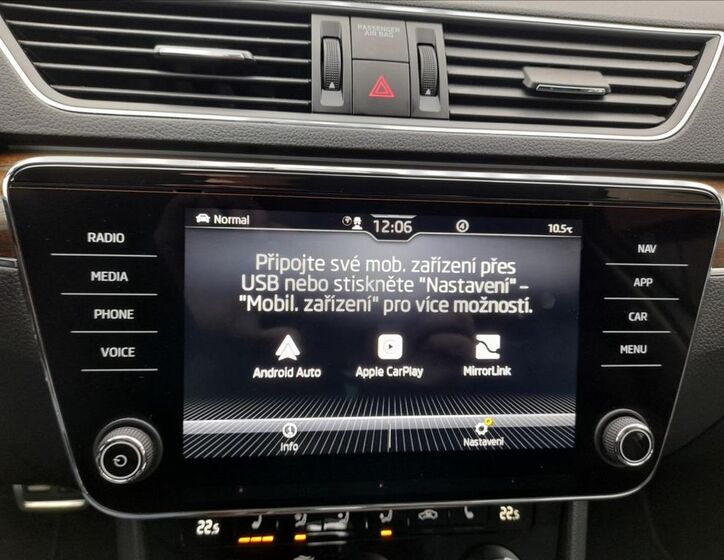 PASSENGER
AIR BAG
Normal
12:06
4
10.5°C
RADIO
MEDIA
PHONE
VOICE
Připojte své mob. zařízení přes
USB nebo stiskněte "Nastavení" –
"Mobil. zařízení" pro více možností.
Android Auto
Apple CarPlay
MirrorLink
Info
Nastavení
NAV
APP
CAR
MENU
22.5
22.5